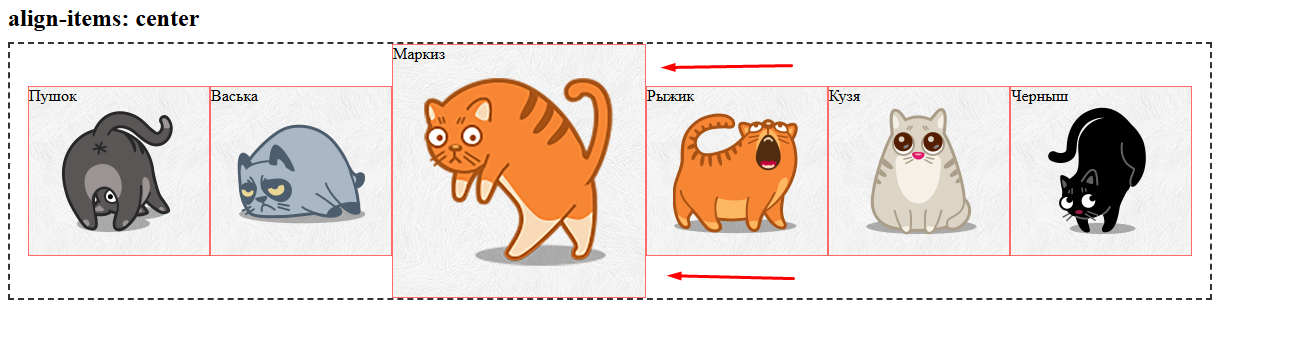 align-items: center
Маркиз
Пушок
Васька
Рыжик
Кузя
Черныш